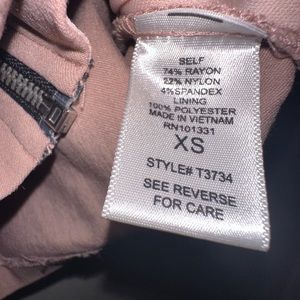 SELF
74% RAYON
22% NYLON
4%SPANDEX
LINING
100% POLYESTER
MADE IN VIETNAM
RN101331
XS
STYLE# T3734
SEE REVERSE
FOR CARE